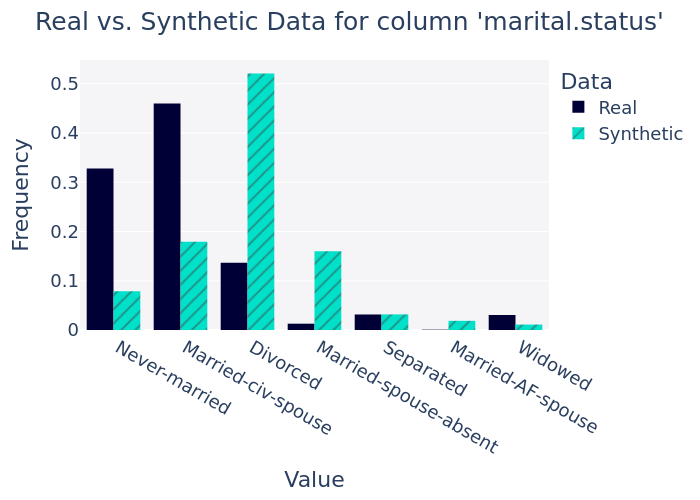 Real vs. Synthetic Data for column 'marital.status'
Data
Real
Synthetic
Frequency
0.5
0.4
0.3
0.2
0.1
0
Never-married
Married-civ-spouse
Divorced
Married-spouse-absent
Separated
Married-AF-spouse
Widowed
Value